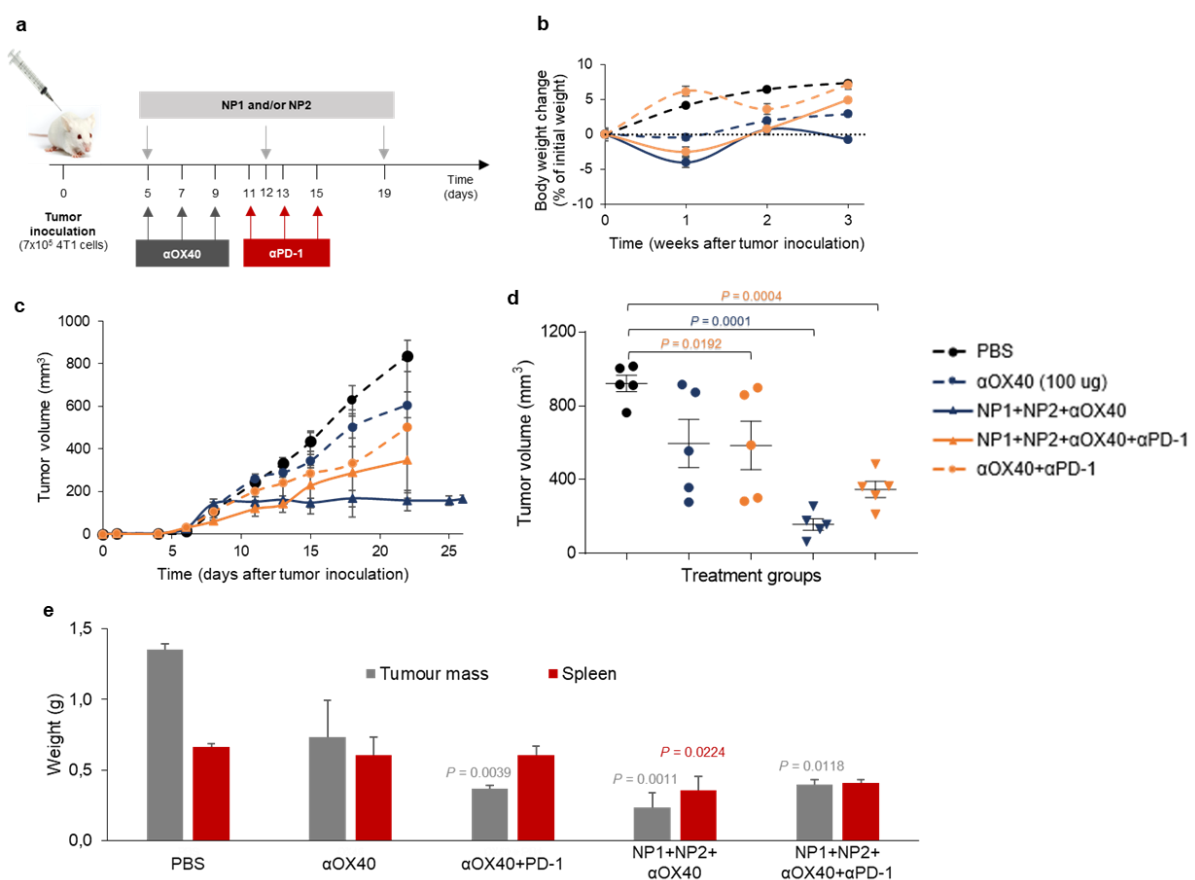 a
NP1 and/or NP2
Time
(days)
0
5
7
9
11
12
13
15
19
Tumor
inoculation
(7x10⁵ 4T1 cells)
αOX40
αPD-1
b
Body weight change
(% of initial weight)
10
5
0
-5
-10
0
1
2
3
Time (weeks after tumor inoculation)
c
Tumor volume (mm³)
1000
800
600
400
200
0
0
5
10
15
20
25
Time (days after tumor inoculation)
d
P = 0.0004
P = 0.0001
P = 0.0192
Tumor volume (mm³)
1200
800
400
0
Treatment groups
PBS
αOX40 (100 ug)
NP1+NP2+αOX40
NP1+NP2+αOX40+αPD-1
αOX40+αPD-1
e
Weight (g)
1,5
1,0
0,5
0,0
Tumour mass
Spleen
P = 0.0039
P = 0.0011
P = 0.0224
P = 0.0118
PBS
αOX40
αOX40+PD-1
NP1+NP2+
αOX40
NP1+NP2+
αOX40+αPD-1